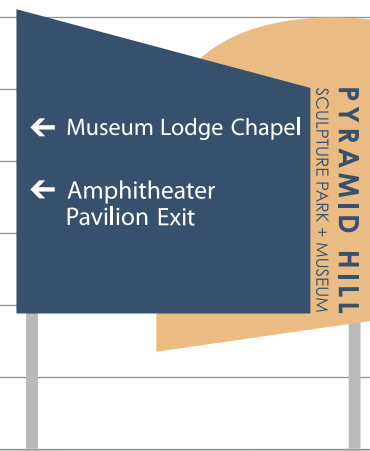 ← Museum Lodge Chapel
← Amphitheater
Pavilion Exit
PYRAMID HILL
SCULPTURE PARK + MUSEUM